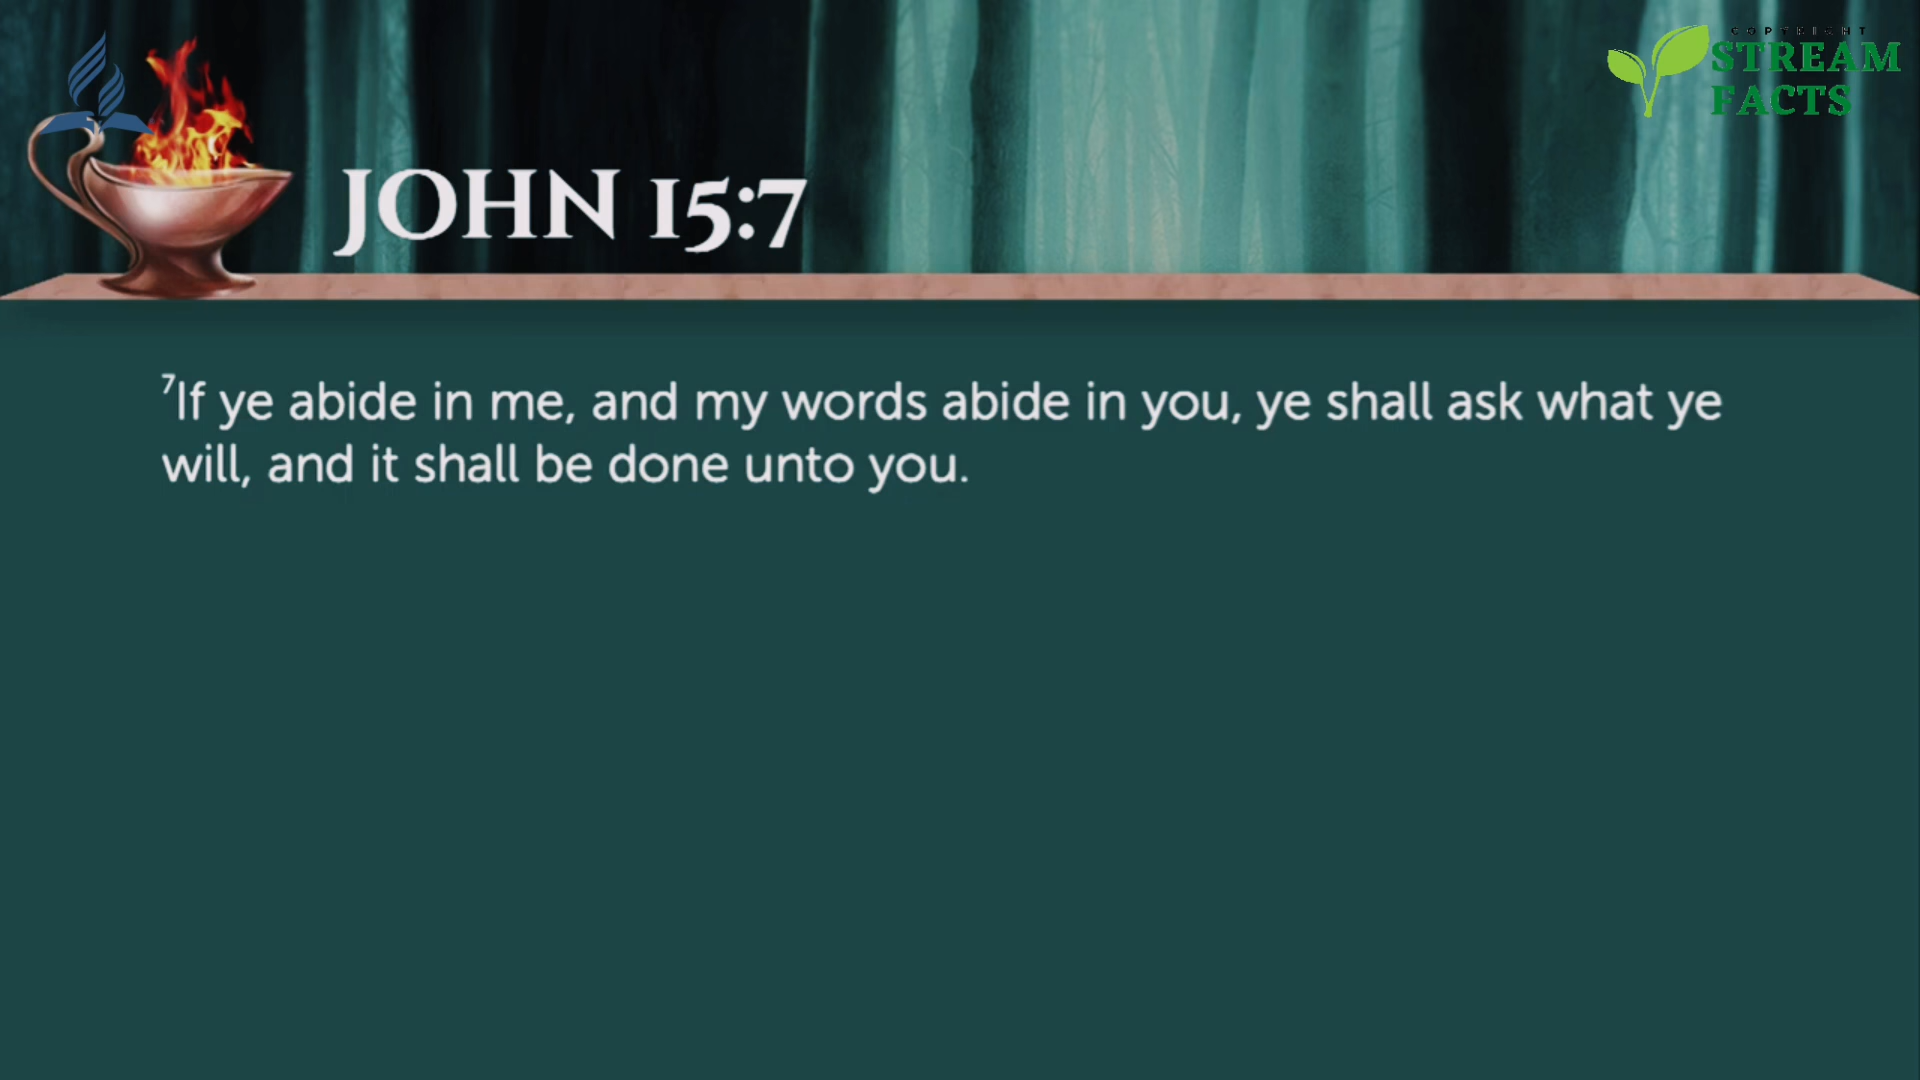 COPYRIGHT
STREAM
FACTS
JOHN 15:7
⁷If ye abide in me, and my words abide in you, ye shall ask what ye
will, and it shall be done unto you.